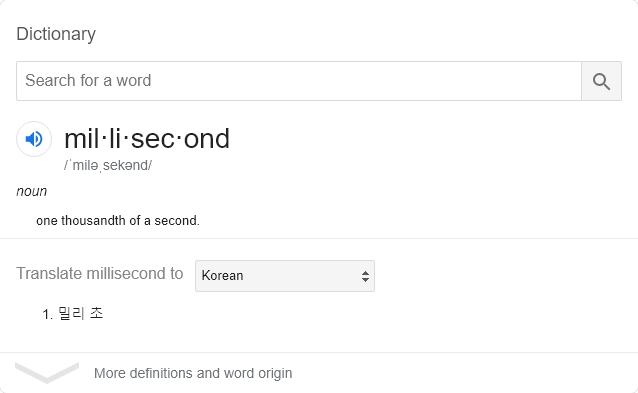 Dictionary
Search for a word
mil·li·sec·ond
/ˈmiləˌsekənd/
noun
one thousandth of a second.
Translate millisecond to Korean
1. 밀리 초
More definitions and word origin